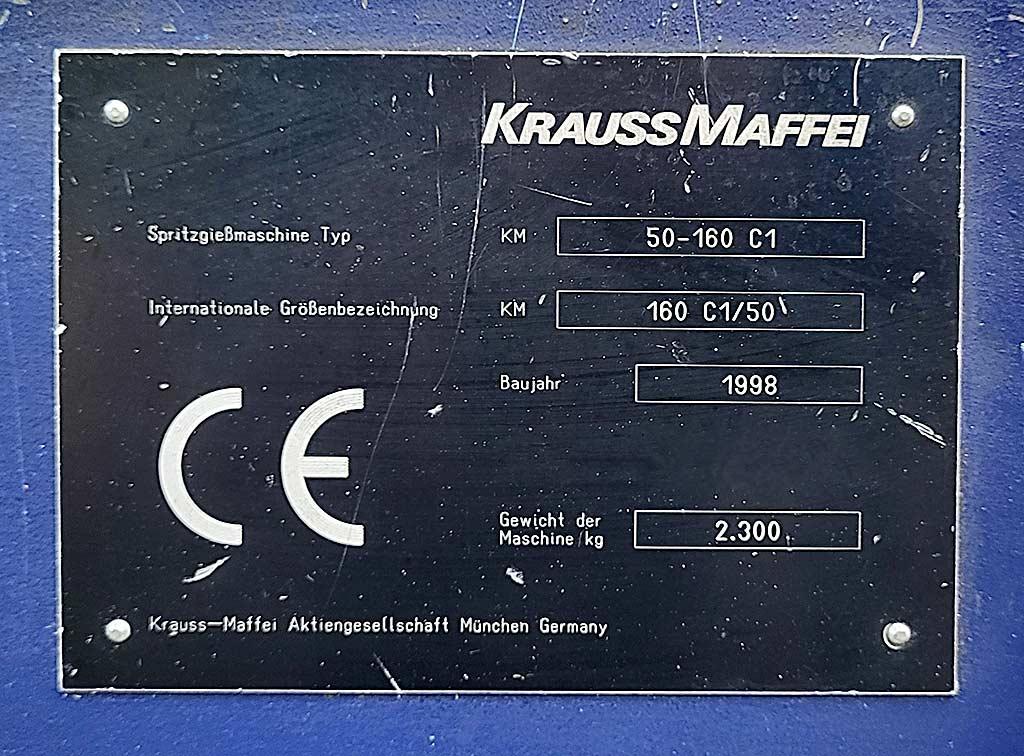 KRAUSSMAFFEI
Spritzgießmaschine Typ KM 50-160 C1
Internationale Größenbezeichnung KM 160 C1/50
Baujahr 1998
CE
Gewicht der
Maschine/kg 2.300
Krauss-Maffei Aktiengesellschaft München Germany